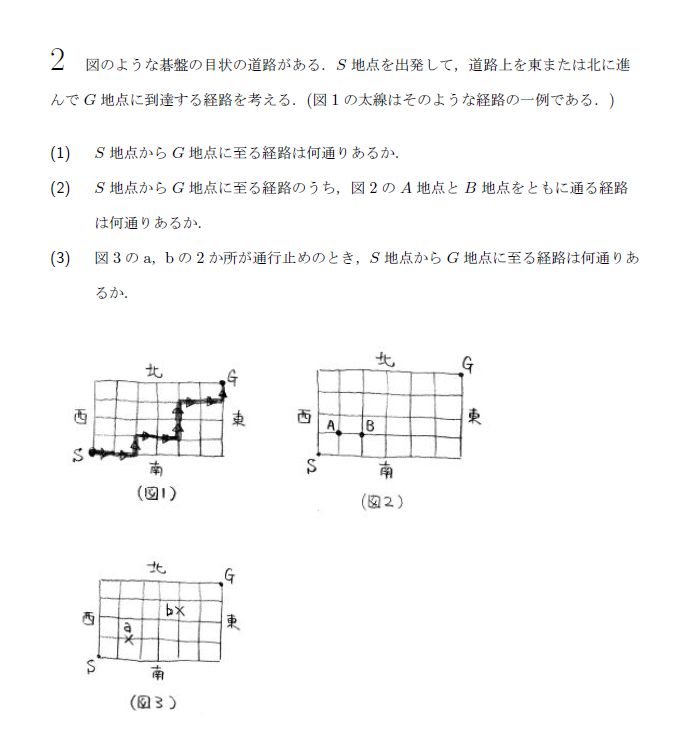 2 図のような碁盤の目状の道路がある．S 地点を出発して，道路上を東または北に進
んで G 地点に到達する経路を考える．(図 1 の太線はそのような経路の一例である．)
(1) S 地点から G 地点に至る経路は何通りあるか．
(2) S 地点から G 地点に至る経路のうち，図 2 の A 地点と B 地点をともに通る経路
は何通りあるか．
(3) 図 3 の a，b の 2 か所が通行止めのとき，S 地点から G 地点に至る経路は何通りあ
るか．
北
G
西
東
S
南
(図1)
北
G
西
東
A
B
S
南
(図2)
北
G
b×
西
東
a
×
S
南
(図3)